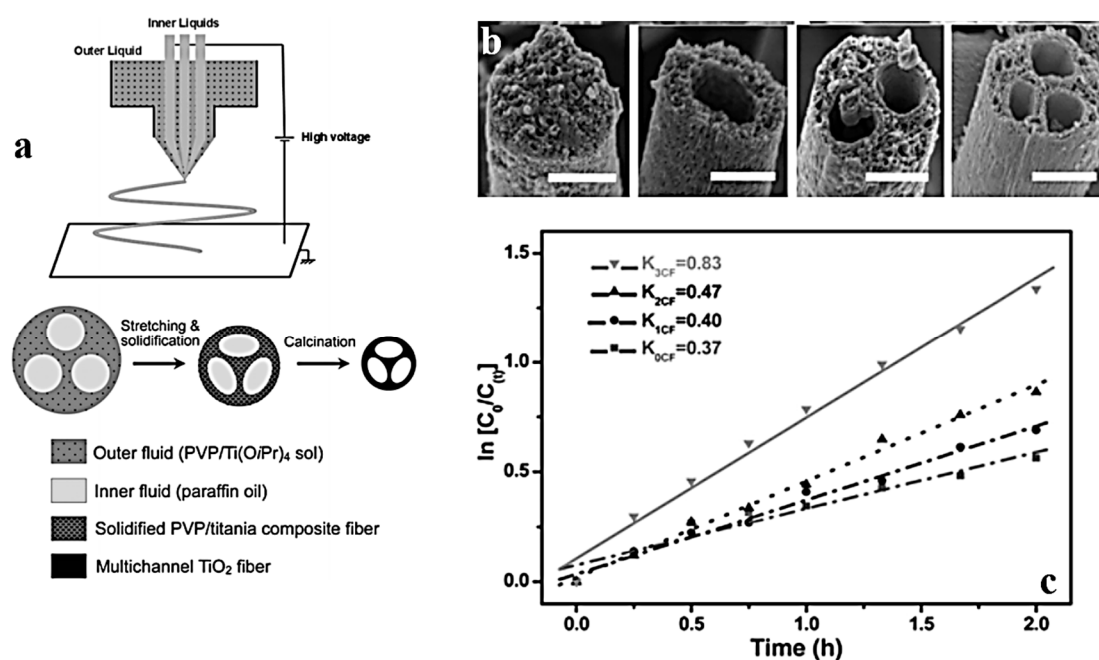 a
Inner Liquids
Outer Liquid
High voltage
Stretching &
solidification
Calcination
Outer fluid (PVP/Ti(OiPr)4 sol)
Inner fluid (paraffin oil)
Solidified PVP/titania composite fiber
Multichannel TiO2 fiber
b
c
K3CF=0.83
K2CF=0.47
K1CF=0.40
K0CF=0.37
ln [C0/C(t)]
1.5
1.0
0.5
0.0
0.0 0.5 1.0 1.5 2.0
Time (h)